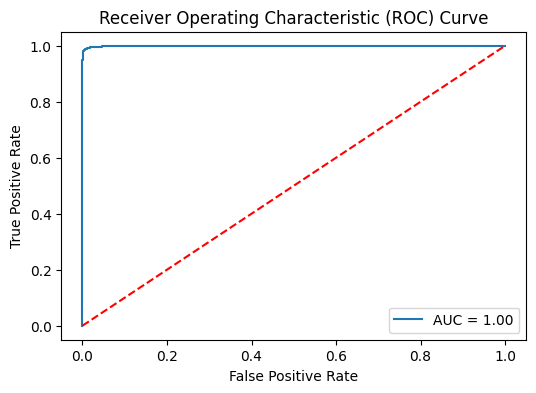 Receiver Operating Characteristic (ROC) Curve
1.0
0.8
0.6
0.4
0.2
0.0
True Positive Rate
AUC = 1.00
0.0 0.2 0.4 0.6 0.8 1.0
False Positive Rate